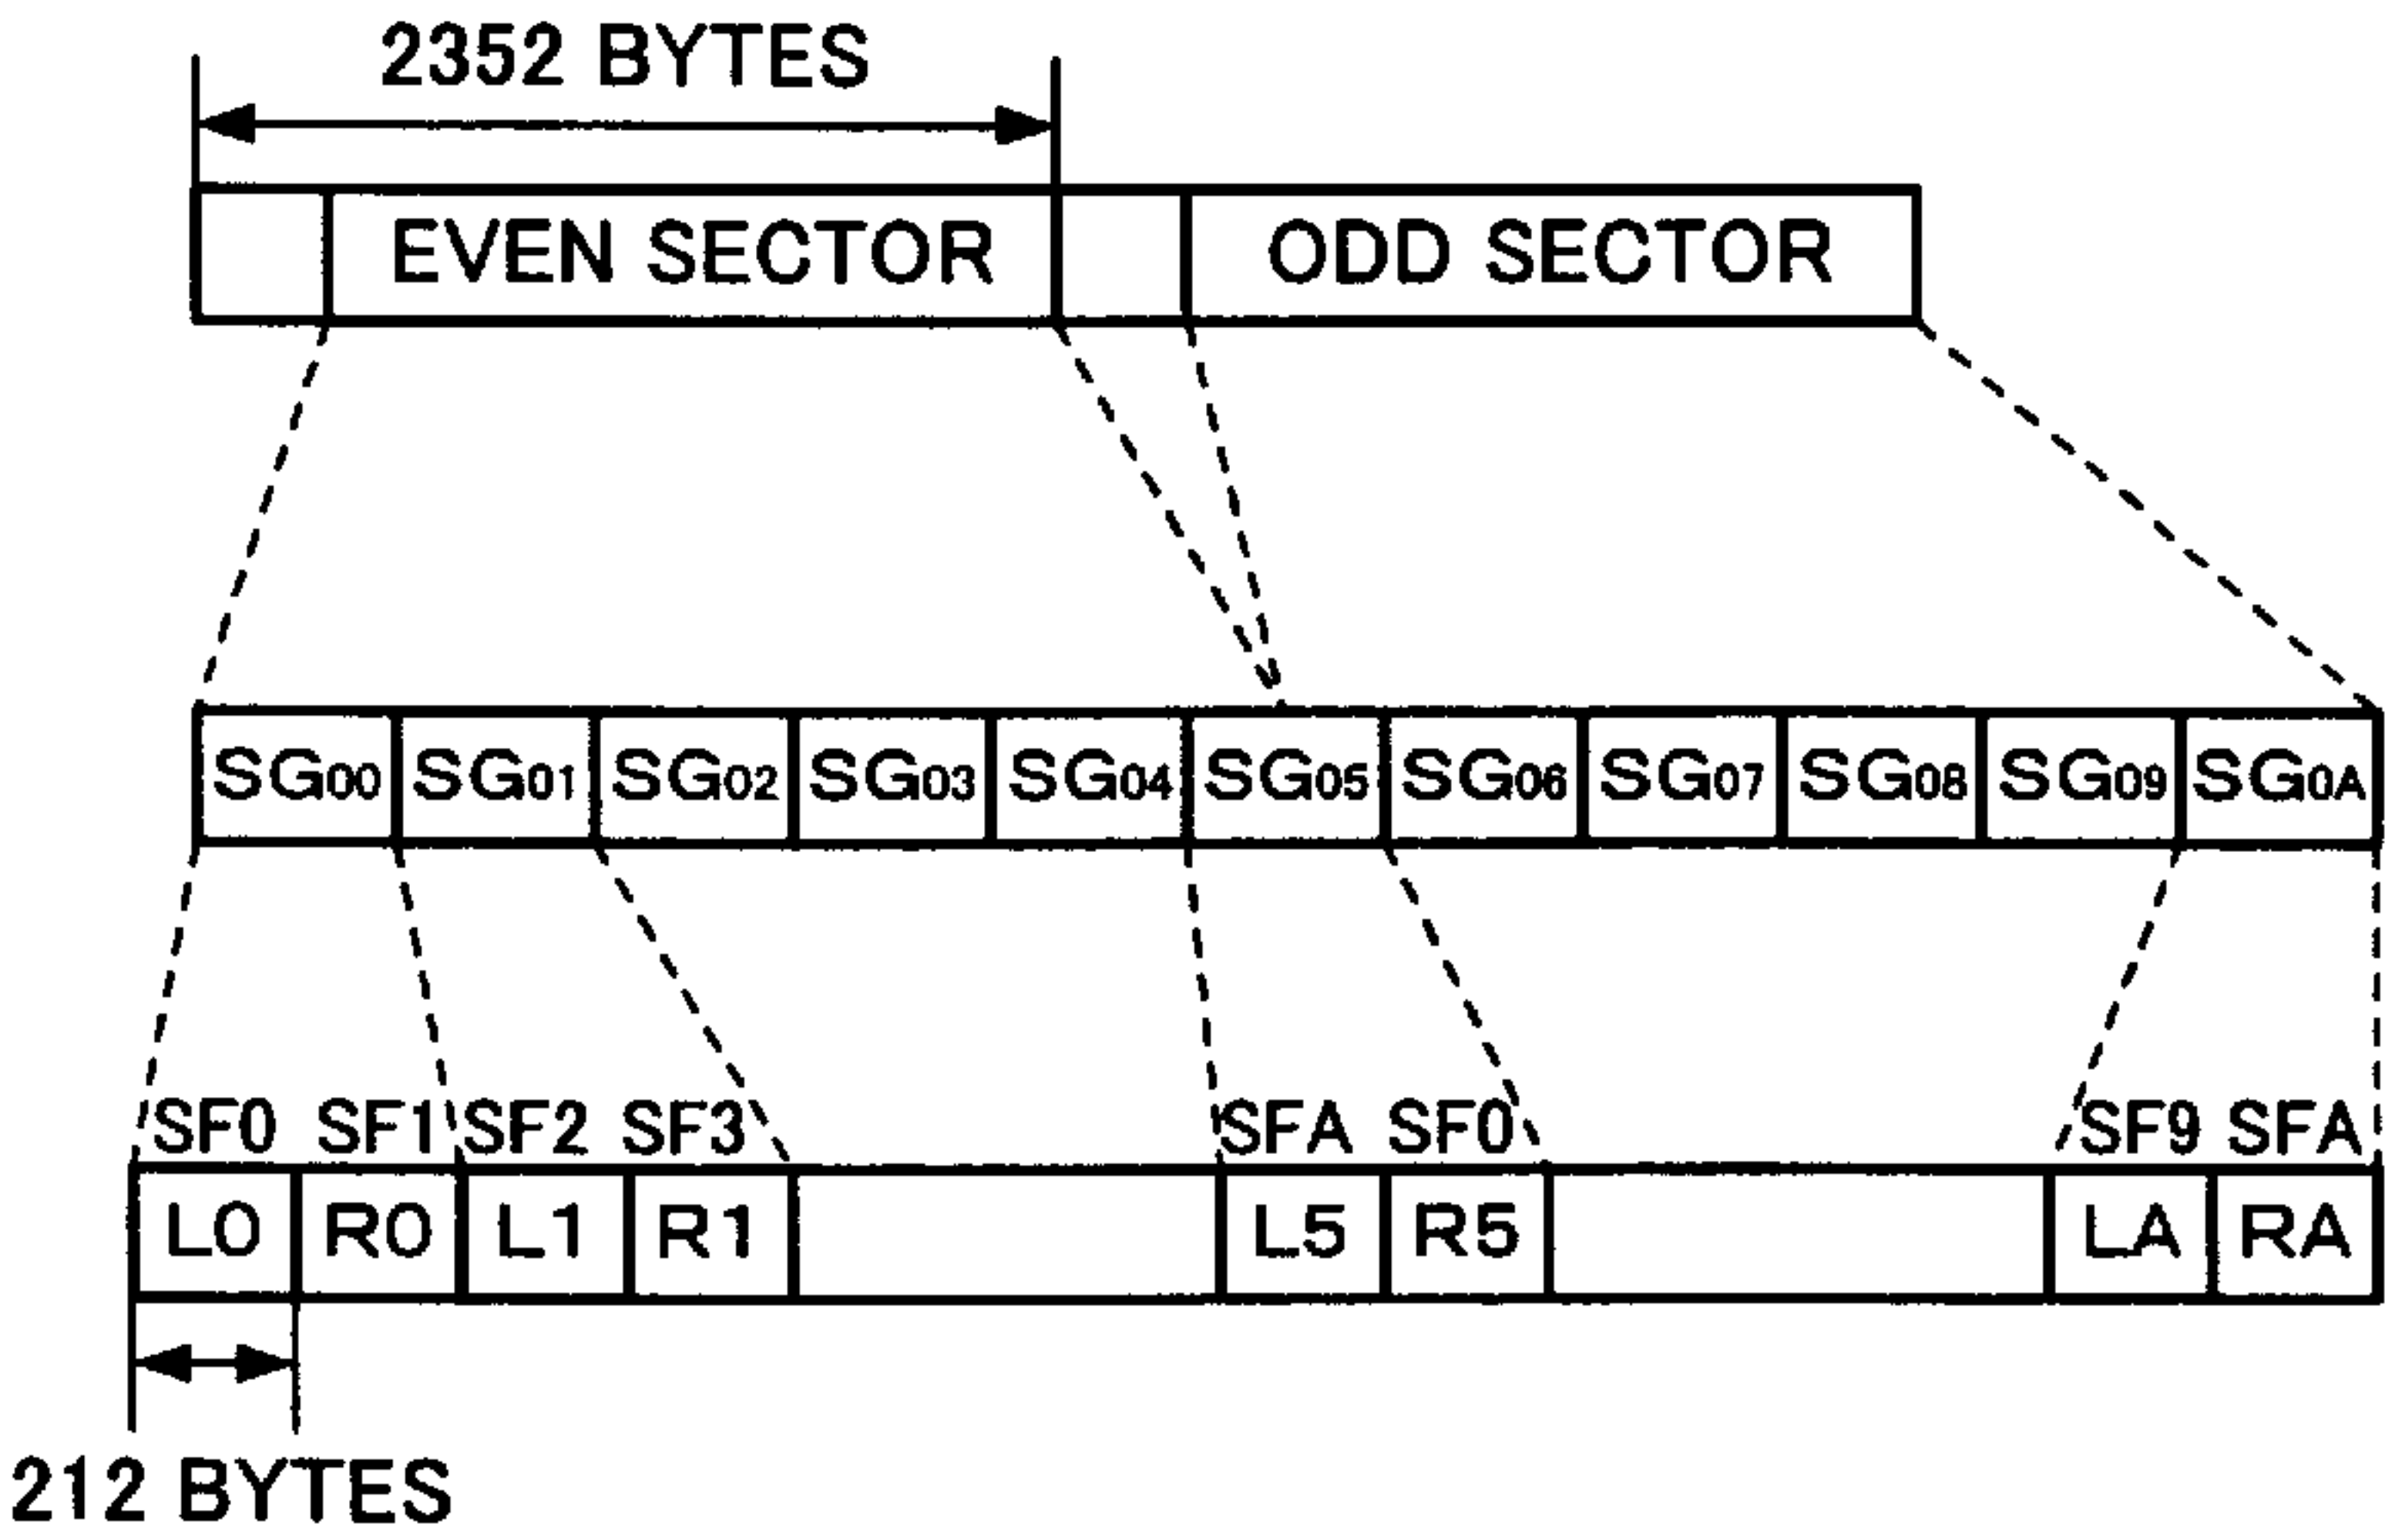 2352 BYTES
EVEN SECTOR ODD SECTOR
SG00 SG01 SG02 SG03 SG04 SG05 SG06 SG07 SG08 SG09 SG0A
SF0 SF1 SF2 SF3 SFA SF0 SF9 SFA
L0 R0 L1 R1 L5 R5 LA RA
212 BYTES